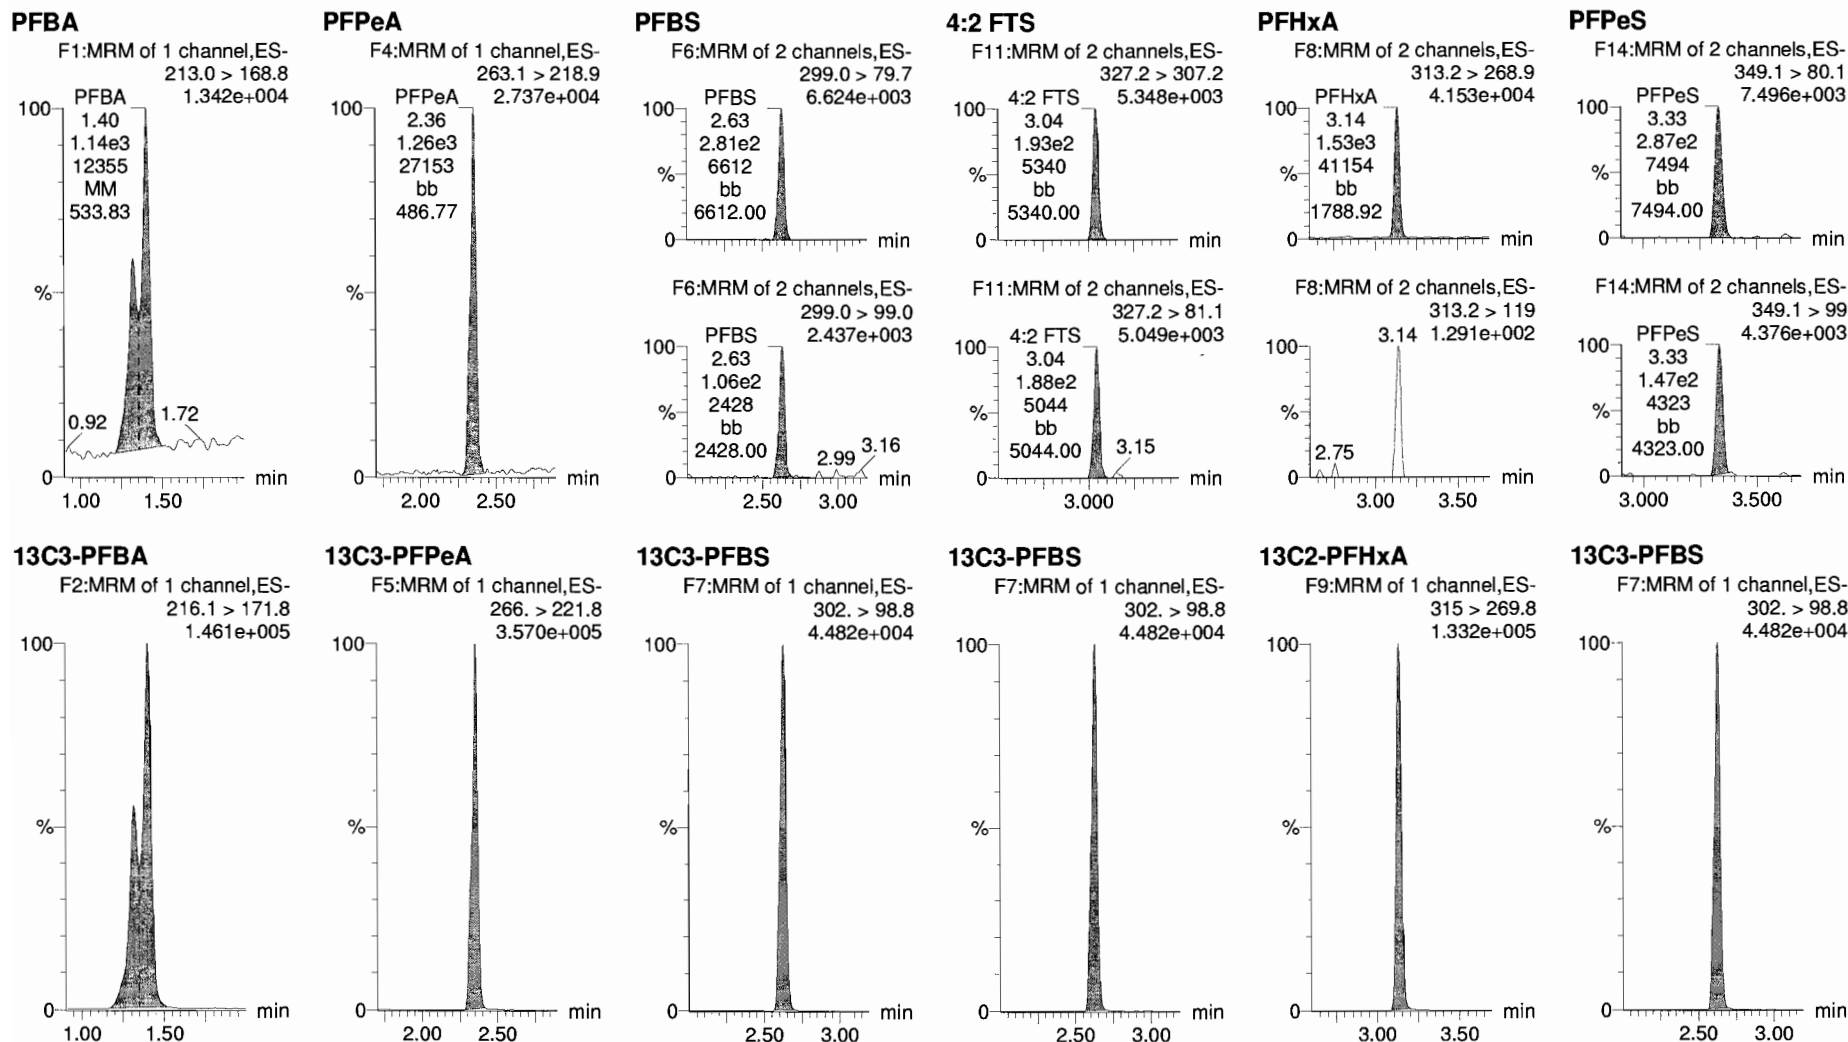 PFBA
F1:MRM of 1 channel,ES-
213.0 > 168.8
1.342e+004
100
PFBA
1.40
1.14e3
12355
MM
533.83
%
0.92
1.72
0
min
1.00 1.50
PFPeA
F4:MRM of 1 channel,ES-
263.1 > 218.9
2.737e+004
100
PFPeA
2.36
1.26e3
27153
bb
486.77
%
0
min
2.00 2.50
PFBS
F6:MRM of 2 channels,ES-
299.0 > 79.7
6.624e+003
100
PFBS
2.63
2.81e2
6612
bb
6612.00
%
0
min
F6:MRM of 2 channels,ES-
299.0 > 99.0
2.437e+003
100
PFBS
2.63
1.06e2
2428
bb
2428.00
%
2.99
3.16
0
min
2.50 3.00
4:2 FTS
F11:MRM of 2 channels,ES-
327.2 > 307.2
5.348e+003
100
4:2 FTS
3.04
1.93e2
5340
bb
5340.00
%
0
min
F11:MRM of 2 channels,ES-
327.2 > 81.1
5.049e+003
100
4:2 FTS
3.04
1.88e2
5044
bb
5044.00
%
3.15
0
min
3.000
PFHxA
F8:MRM of 2 channels,ES-
313.2 > 268.9
4.153e+004
100
PFHxA
3.14
1.53e3
41154
bb
1788.92
%
0
min
F8:MRM of 2 channels,ES-
313.2 > 119
3.14 1.291e+002
100
%
2.75
0
min
3.00 3.50
PFPeS
F14:MRM of 2 channels,ES-
349.1 > 80.1
7.496e+003
100
PFPeS
3.33
2.87e2
7494
bb
7494.00
%
0
min
F14:MRM of 2 channels,ES-
349.1 > 99
4.376e+003
100
PFPeS
3.33
1.47e2
4323
bb
4323.00
%
0
min
3.000 3.500
13C3-PFBA
F2:MRM of 1 channel,ES-
216.1 > 171.8
1.461e+005
100
%
0
min
1.00 1.50
13C3-PFPeA
F5:MRM of 1 channel,ES-
266. > 221.8
3.570e+005
100
%
0
min
2.00 2.50
13C3-PFBS
F7:MRM of 1 channel,ES-
302. > 98.8
4.482e+004
100
%
0
min
2.50 3.00
13C3-PFBS
F7:MRM of 1 channel,ES-
302. > 98.8
4.482e+004
100
%
0
min
2.50 3.00
13C2-PFHxA
F9:MRM of 1 channel,ES-
315 > 269.8
1.332e+005
100
%
0
min
3.00 3.50
13C3-PFBS
F7:MRM of 1 channel,ES-
302. > 98.8
4.482e+004
100
%
0
min
2.50 3.00